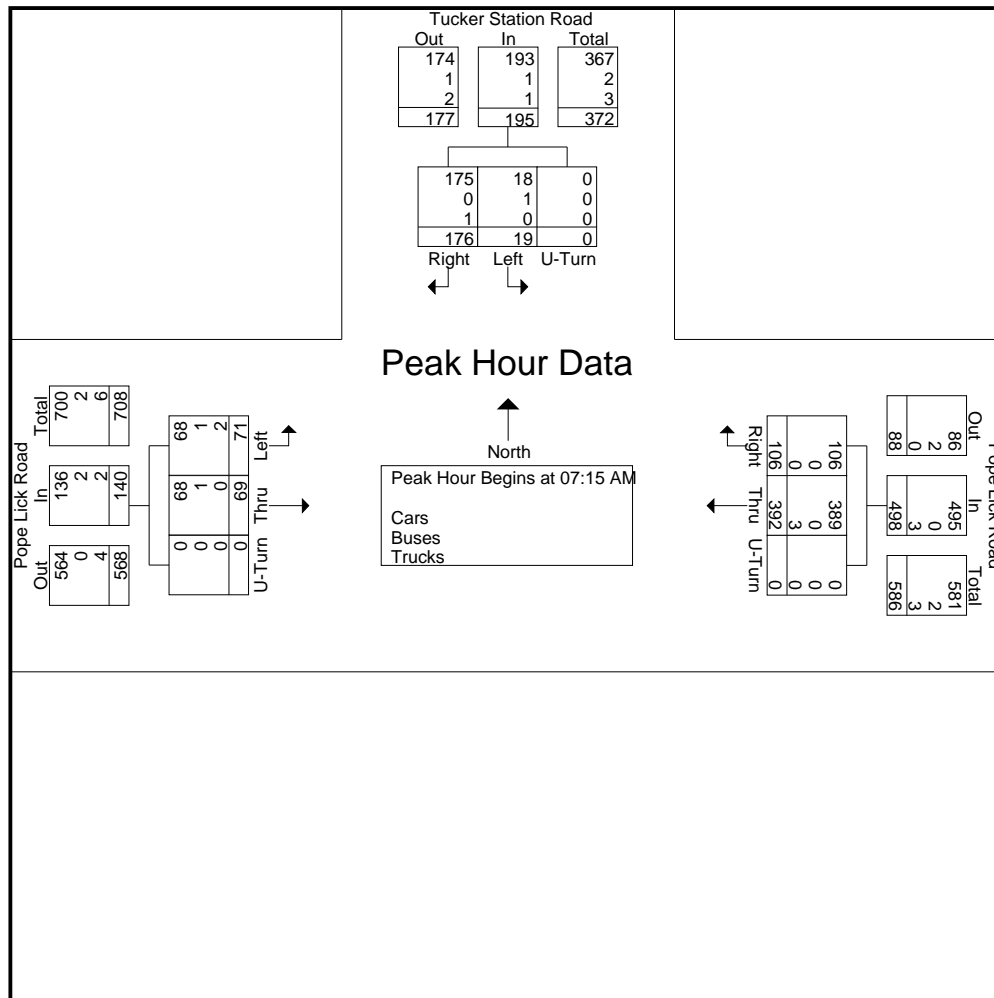 Tucker Station Road
Out In Total
174 193 367
1 1 2
2 1 3
177 195 372
175 18 0
0 1 0
1 0 0
176 19 0
Right Left U-Turn
Peak Hour Data
North
Peak Hour Begins at 07:15 AM
Cars
Buses
Trucks
Pope Lick Road
Out In Total
564 136 700
0 2 2
4 2 6
568 140 708
U-Turn Thru Left
0 68 68
0 1 1
0 0 2
0 69 71
Pope Lick Road
Out In Total
86 495 581
2 0 2
0 3 3
88 498 586
106 389 0
0 0 0
0 3 0
106 392 0
Right Thru U-Turn